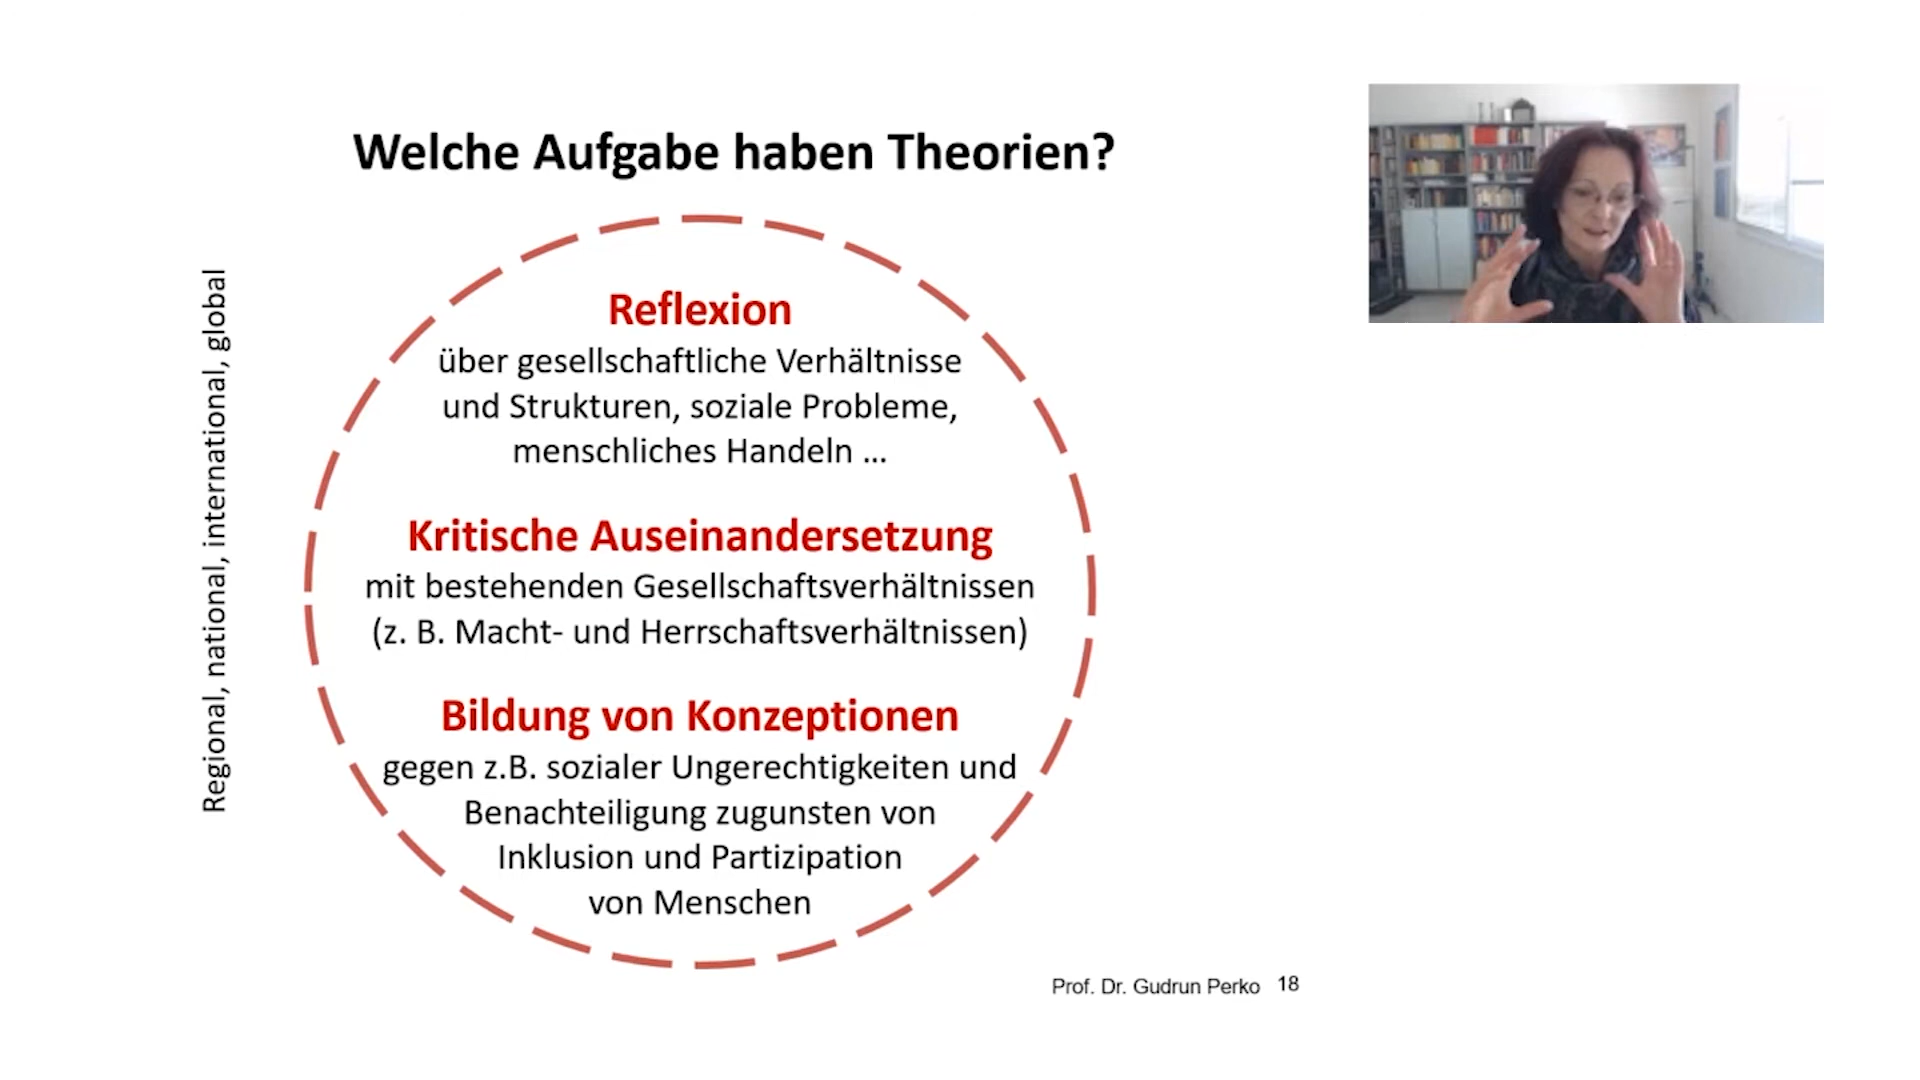 Welche Aufgabe haben Theorien?
Regional, national, international, global
Reflexion
über gesellschaftliche Verhältnisse
und Strukturen, soziale Probleme,
menschliches Handeln ...
Kritische Auseinandersetzung
mit bestehenden Gesellschaftsverhältnissen
(z. B. Macht- und Herrschaftsverhältnissen)
Bildung von Konzeptionen
gegen z.B. sozialer Ungerechtigkeiten und
Benachteiligung zugunsten von
Inklusion und Partizipation
von Menschen
Prof. Dr. Gudrun Perko 18